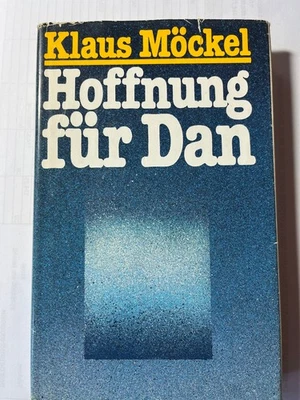 Klaus Möckel
Hoffnung
für Dan